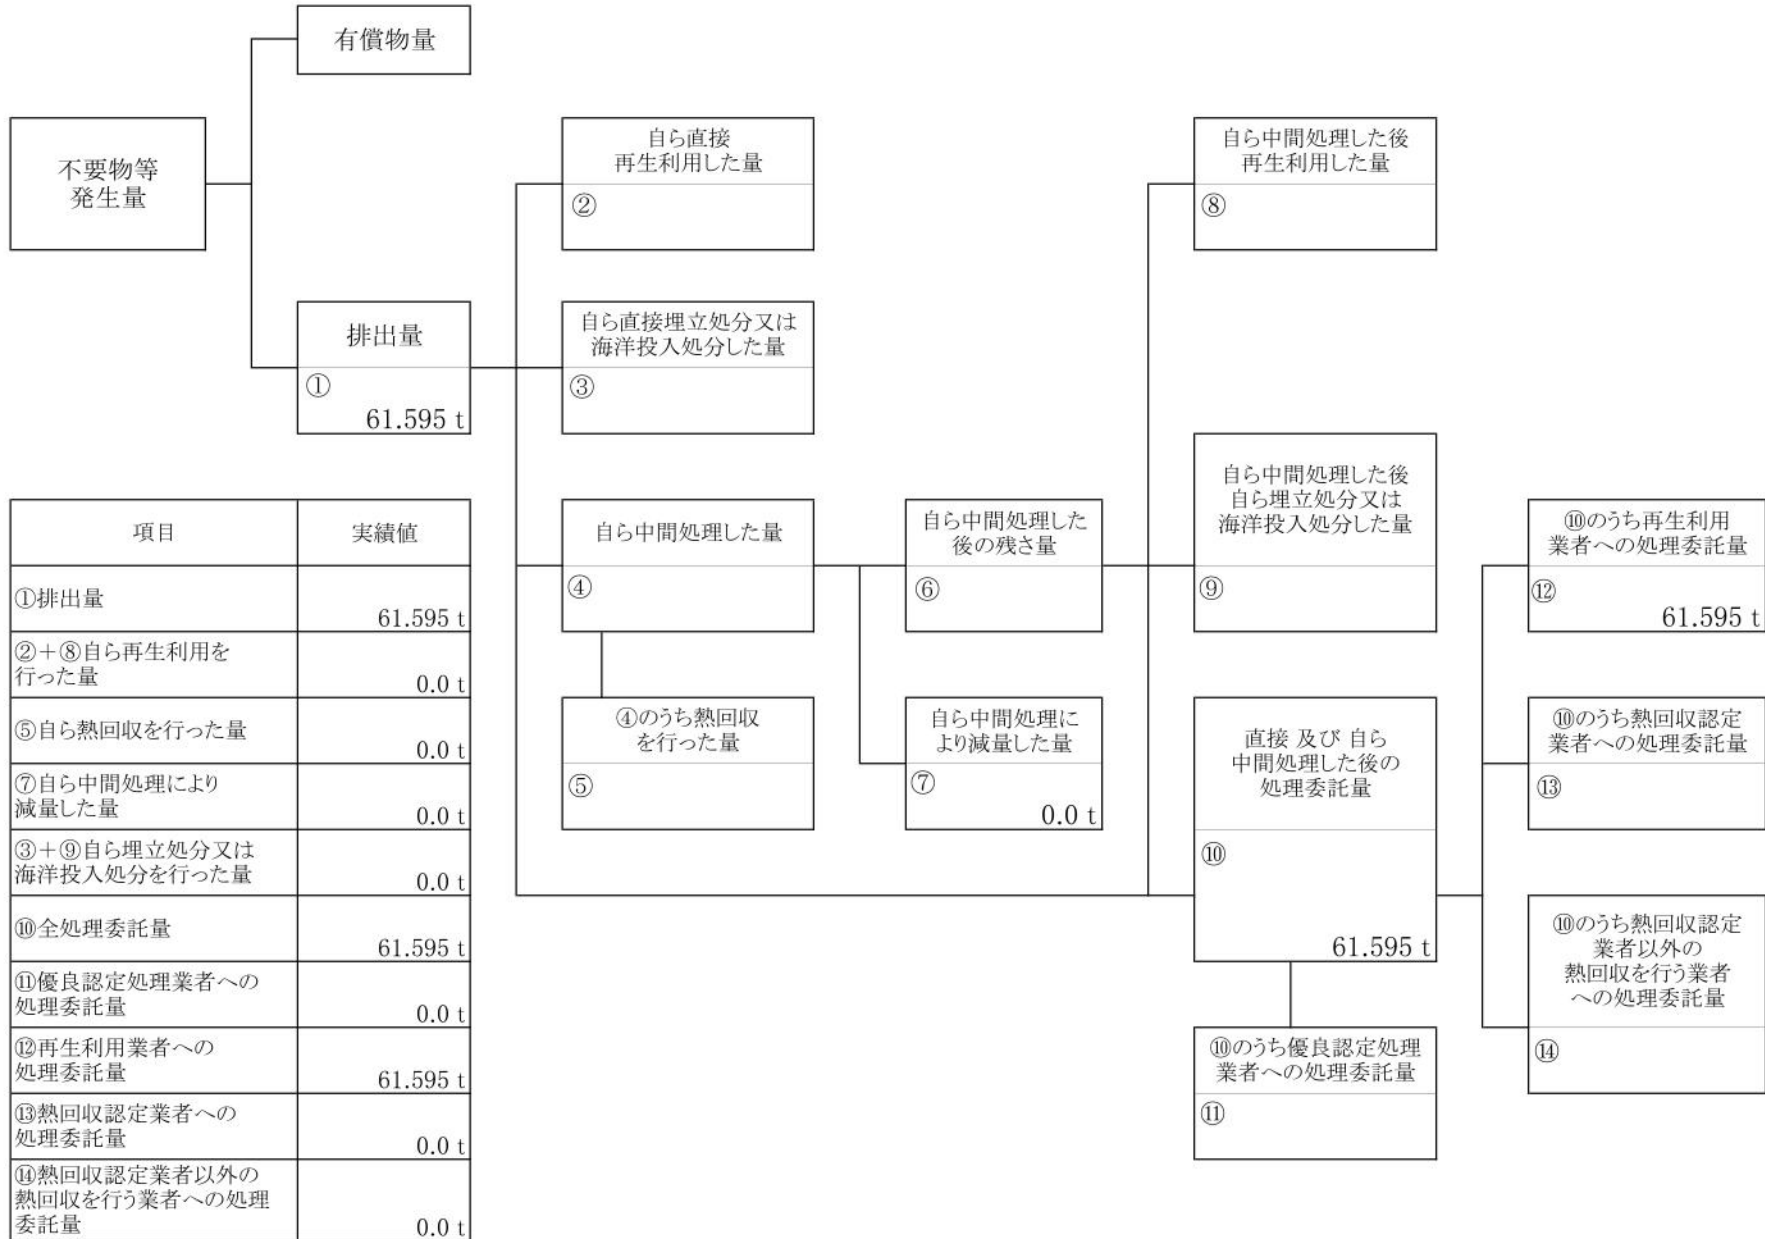 有償物量
不要物等
発生量
排出量
①
61.595 t
自ら直接
再生利用した量
②
自ら直接埋立処分又は
海洋投入処分した量
③
自ら中間処理した量
④
④のうち熱回収
を行った量
⑤
自ら中間処理した
後の残さ量
⑥
自ら中間処理に
より減量した量
⑦
0.0 t
自ら中間処理した後
再生利用した量
⑧
自ら中間処理した後
自ら埋立処分又は
海洋投入処分した量
⑨
直接 及び 自ら
中間処理した後の
処理委託量
⑩
61.595 t
⑩のうち優良認定処理
業者への処理委託量
⑪
⑩のうち再生利用
業者への処理委託量
⑫
61.595 t
⑩のうち熱回収認定
業者への処理委託量
⑬
⑩のうち熱回収認定
業者以外の
熱回収を行う業者
への処理委託量
⑭
項目 実績値
①排出量
61.595 t
②+⑧自ら再生利用を
行った量
0.0 t
⑤自ら熱回収を行った量
0.0 t
⑦自ら中間処理により
減量した量
0.0 t
③+⑨自ら埋立処分又は
海洋投入処分を行った量
0.0 t
⑩全処理委託量
61.595 t
⑪優良認定処理業者への
処理委託量
0.0 t
⑫再生利用業者への
処理委託量
61.595 t
⑬熱回収認定業者への
処理委託量
0.0 t
⑭熱回収認定業者以外の
熱回収を行う業者への処理
委託量
0.0 t